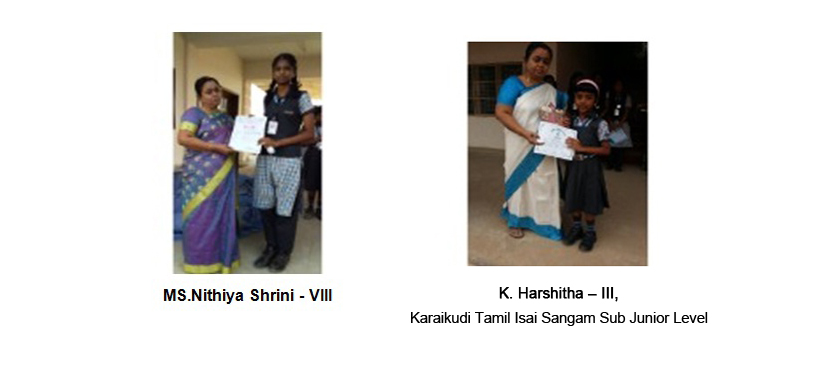 MS.Nithiya Shrini - VIII
K. Harshitha – III,
Karaikudi Tamil Isai Sangam Sub Junior Level